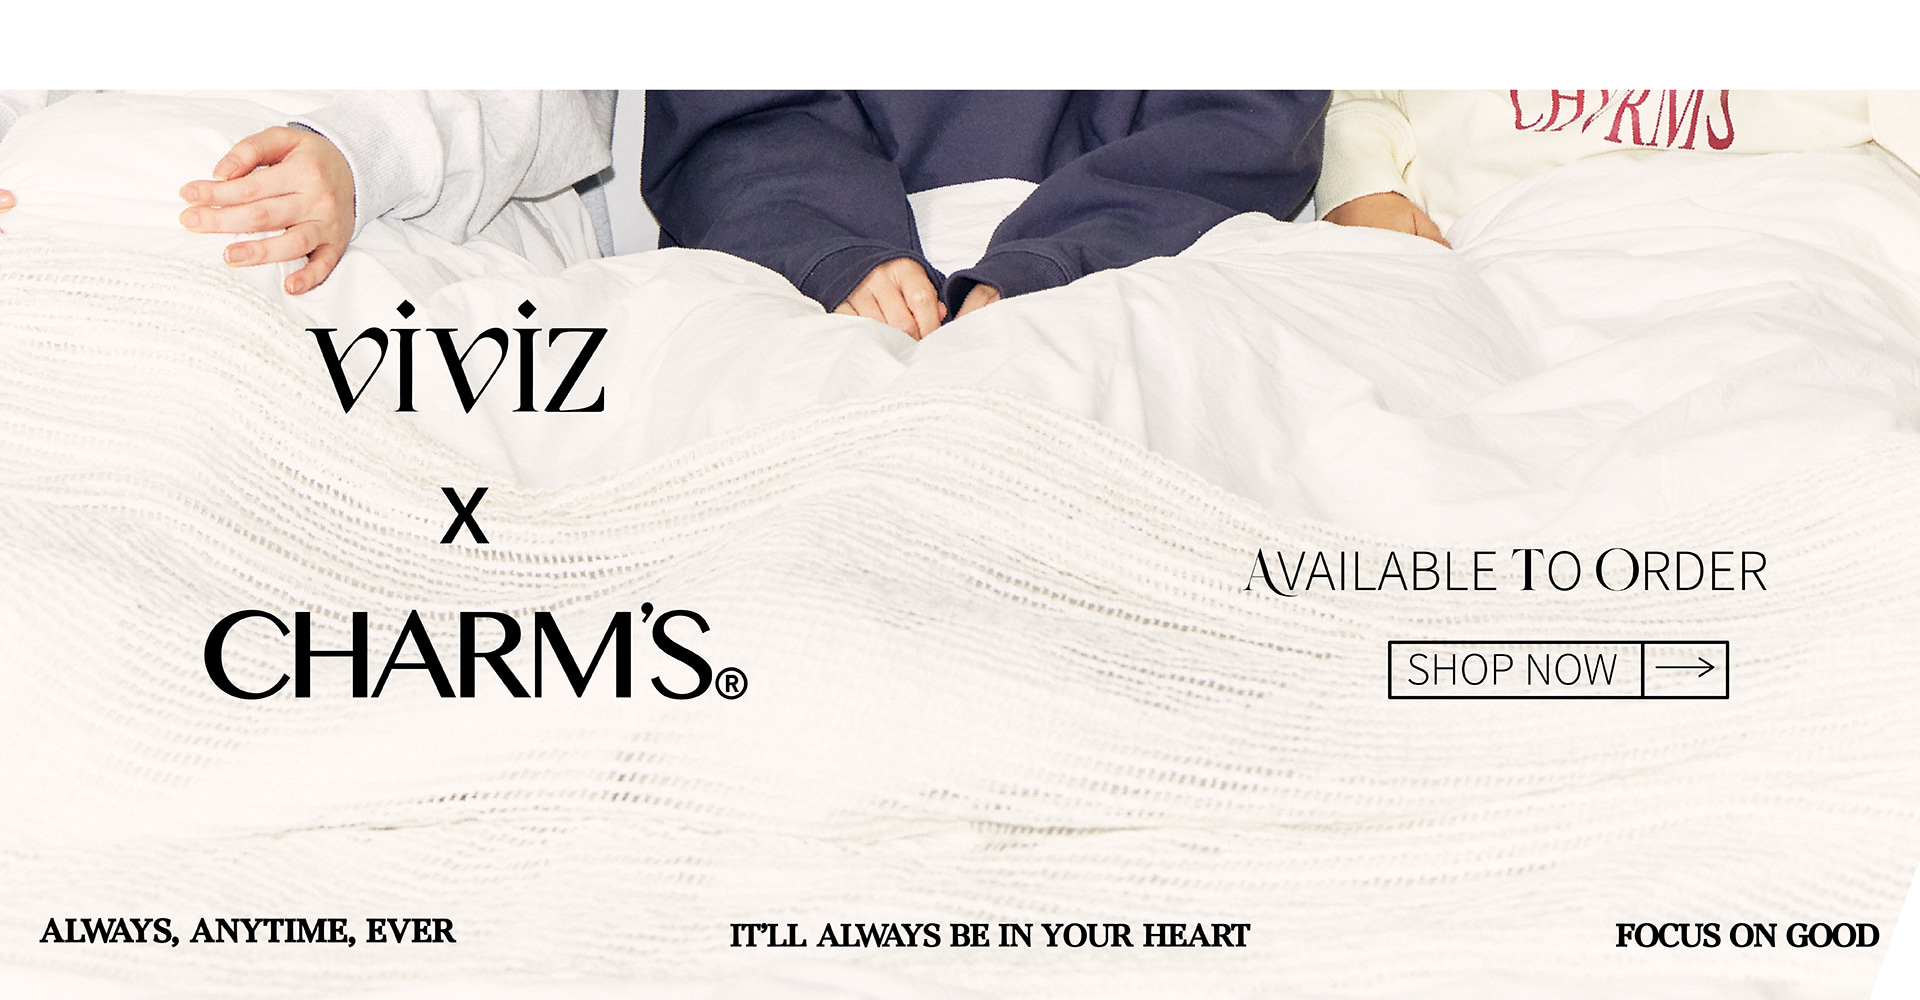 CHARM'S
viviz
x
CHARM'S®
AVAILABLE TO ORDER
SHOP NOW →
ALWAYS, ANYTIME, EVER
IT'LL ALWAYS BE IN YOUR HEART
FOCUS ON GOOD